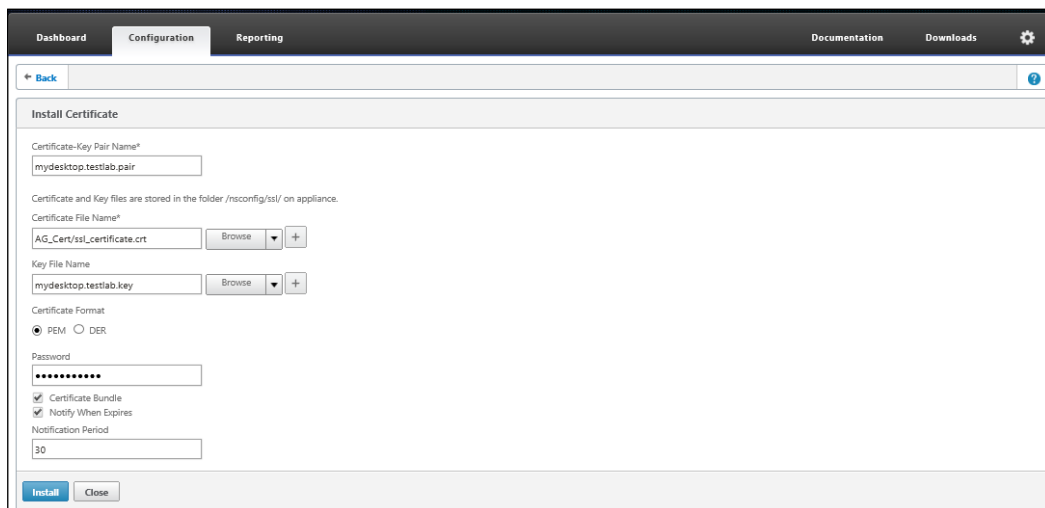 Dashboard Configuration Reporting Documentation Downloads
Back
?
Install Certificate
Certificate-Key Pair Name*
mydesktop.testlab.pair
Certificate and Key files are stored in the folder /nsconfig/ssl/ on appliance.
Certificate File Name*
AG_Cert/ssl_certificate.crt Browse +
Key File Name
mydesktop.testlab.key Browse +
Certificate Format
PEM DER
Password
•••••••••••
Certificate Bundle
Notify When Expires
Notification Period
30
Install Close